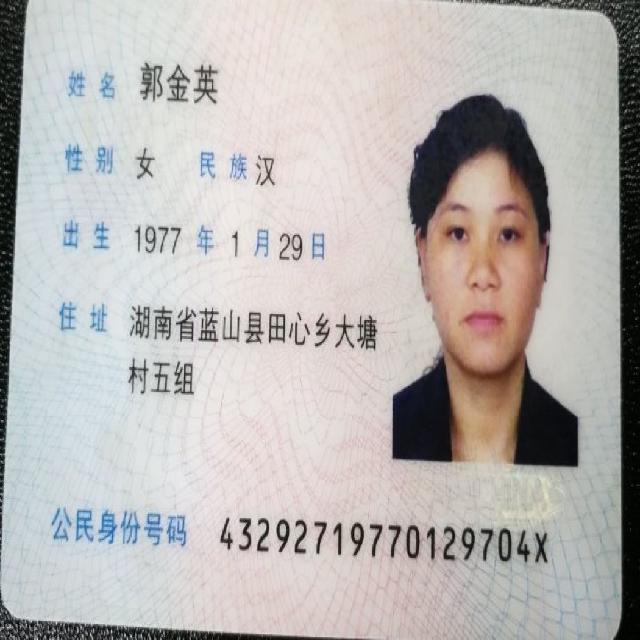 姓名 郭金英
性别 女 民族 汉
出生 1977 年 1 月 29 日
住址 湖南省蓝山县田心乡大塘
村五组
公民身份号码 43292719770129704X